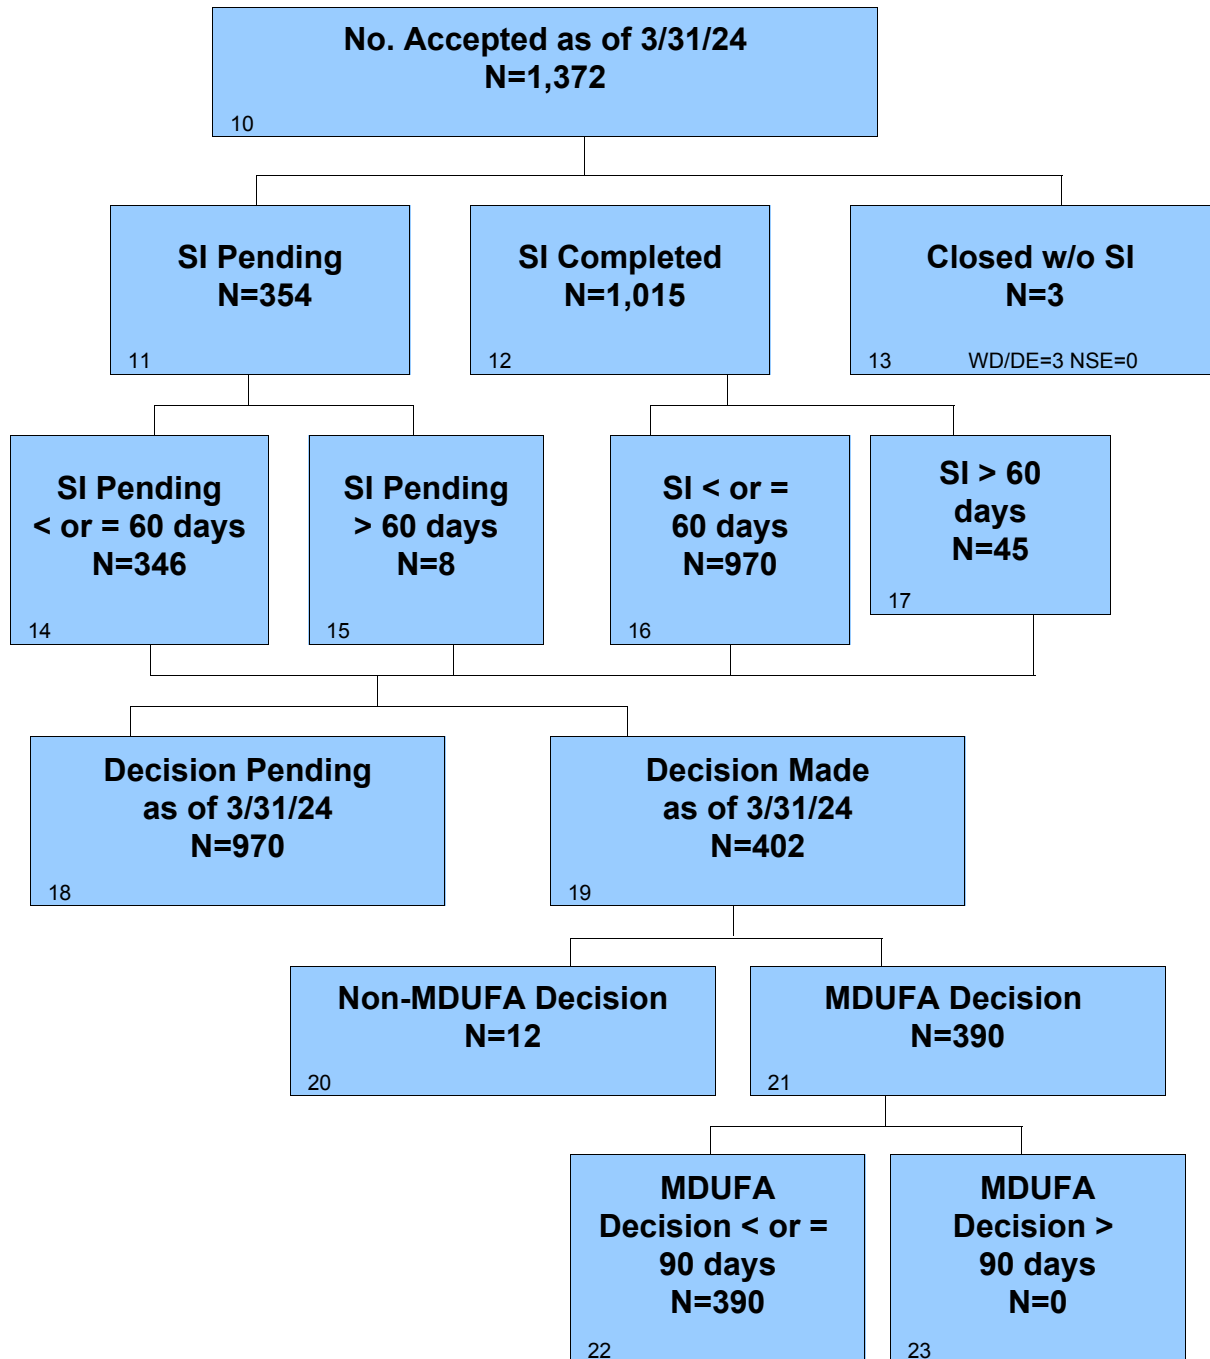 No. Accepted as of 3/31/24
N=1,372
10
SI Pending
N=354
11
SI Completed
N=1,015
12
Closed w/o SI
N=3
13 WD/DE=3 NSE=0
SI Pending
< or = 60 days
N=346
14
SI Pending
> 60 days
N=8
15
SI < or =
60 days
N=970
16
SI > 60
days
N=45
17
Decision Pending
as of 3/31/24
N=970
18
Decision Made
as of 3/31/24
N=402
19
Non-MDUFA Decision
N=12
20
MDUFA Decision
N=390
21
MDUFA
Decision < or =
90 days
N=390
22
MDUFA
Decision >
90 days
N=0
23